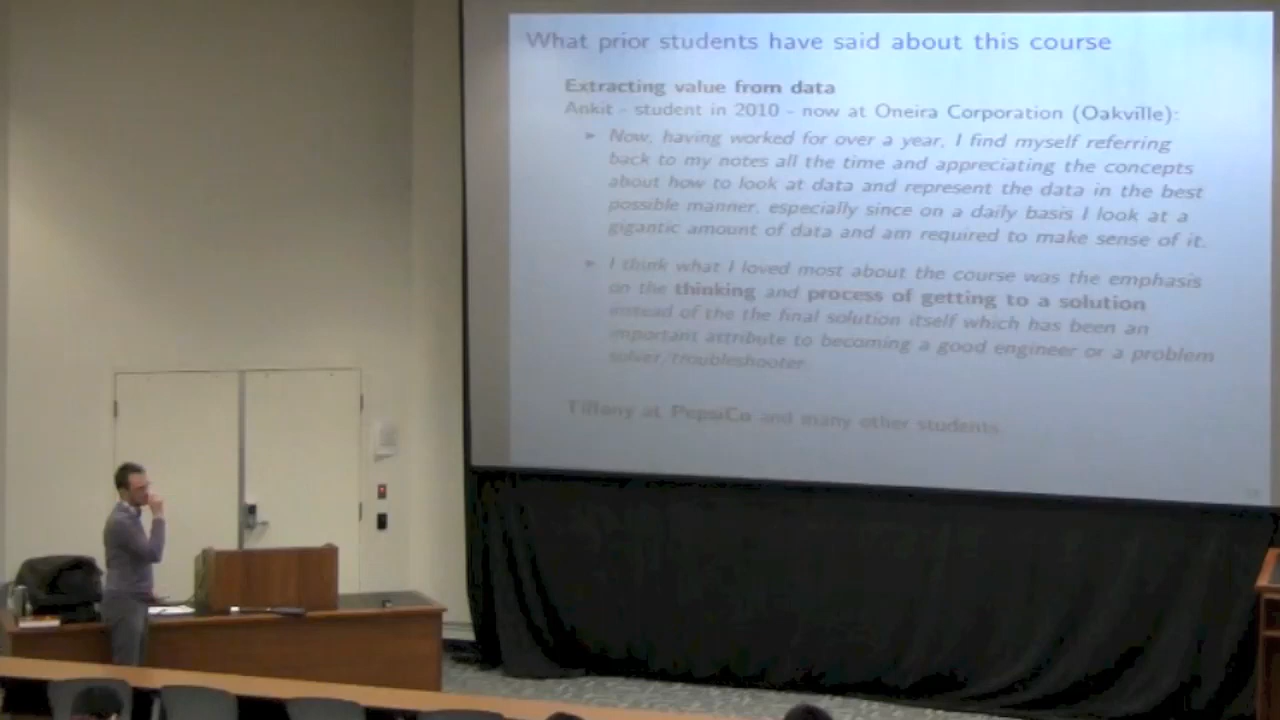 What prior students have said about this course
Extracting value from data
Ankit - student in 2010 - now at Oneira Corporation (Oakville):
► Now, having worked for over a year, I find myself referring
back to my notes all the time and appreciating the concepts
about how to look at data and represent the data in the best
possible manner, especially since on a daily basis I look at a
gigantic amount of data and am required to make sense of it.
► I think what I loved most about the course was the emphasis
on the thinking and process of getting to a solution
instead of the the final solution itself which has been an
important attribute to becoming a good engineer or a problem
solver/troubleshooter
Tiffany at PepsiCo and many other students